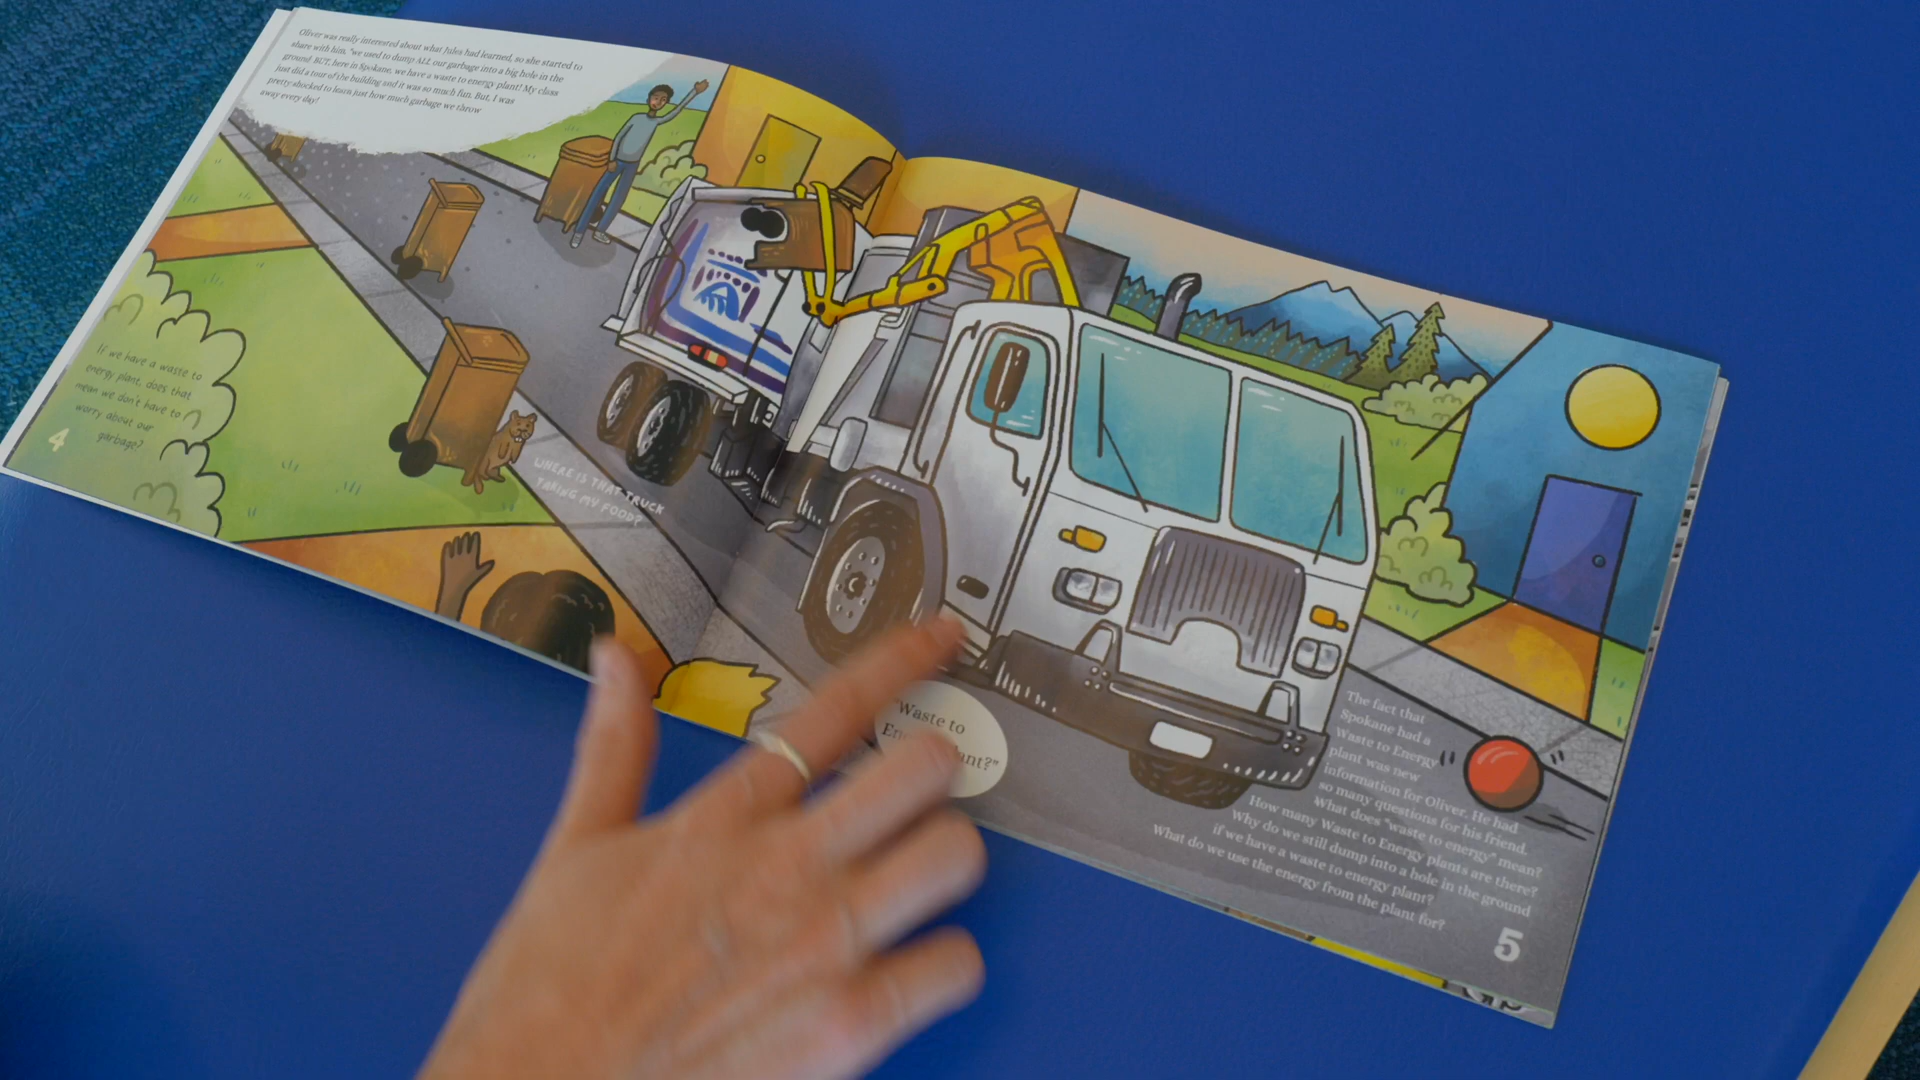 Oliver was really interested about what Jules had learned, so she started to
share with him, "we used to dump ALL our garbage into a big hole in the
ground. BUT, here in Spokane, we have a waste to energy plant! My class
just did a tour of the building and it was so much fun. But, I was
pretty shocked to learn just how much garbage we throw
away every day!
If we have a waste to
energy plant, does that
mean we don't have to
worry about our
garbage?
4
WHERE IS THAT TRUCK
TAKING MY FOOD?
"Waste to
plant?"
The fact that
Spokane had a
Waste to Energy
plant was new
information for Oliver. He had
so many questions for his friend.
What does "waste to energy" mean?
How many Waste to Energy plants are there?
Why do we still dump into a hole in the ground
if we have a waste to energy plant?
What do we use the energy from the plant for?
5